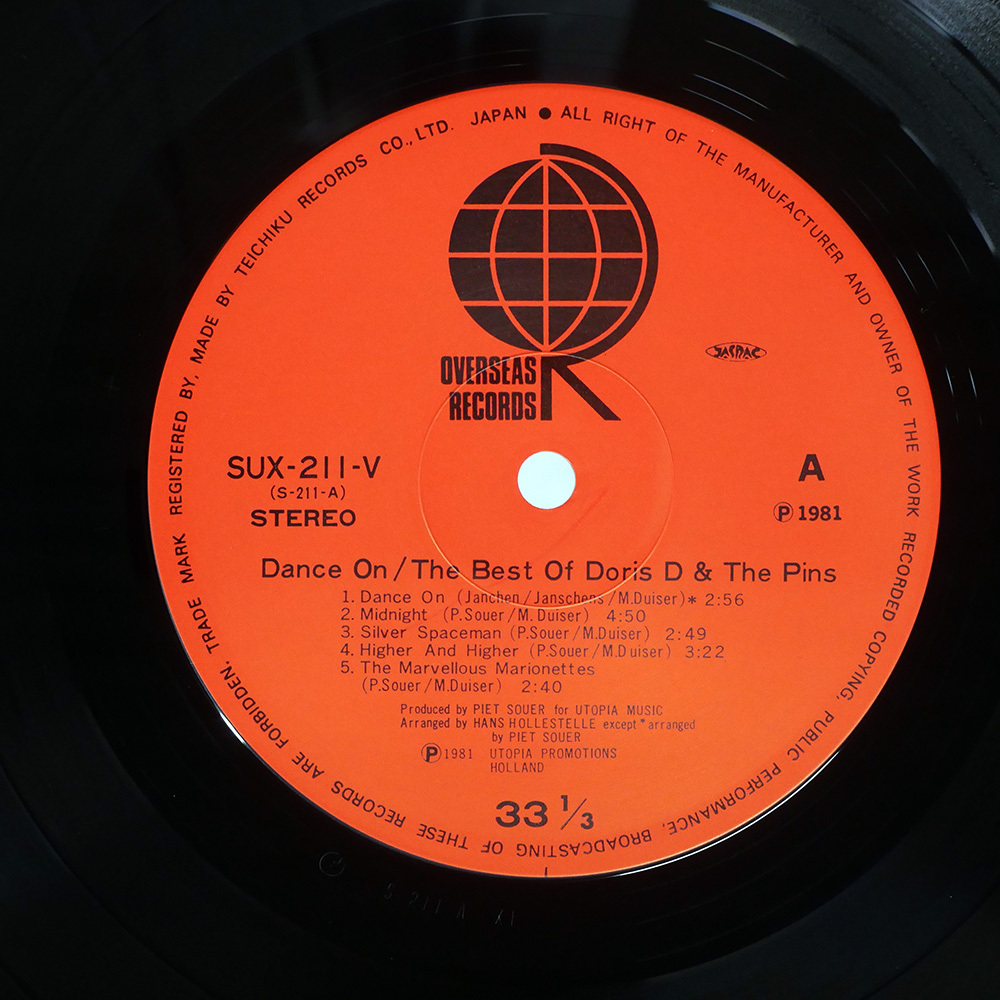 TRADE MARK REGISTERED BY, MADE BY TEICHIKU RECORDS CO., LTD. JAPAN ● ALL RIGHT OF THE MANUFACTURER AND OWNER OF THE WORK RECORDED COPYING, PUBLIC PERFORMANCE, BROADCASTING OF THESE RECORDS ARE FORBIDDEN.
OVERSEAS
RECORDS
R
JASRAC
SUX-211-V
(S-211-A)
STEREO
A
Ⓟ 1981
Dance On/The Best Of Doris D & The Pins
1. Dance On (Janchen/Janschens/M.Duiser)* 2:56
2. Midnight (P.Souer/M.Duiser) 4:50
3. Silver Spaceman (P.Souer/M.Duiser) 2:49
4. Higher And Higher (P.Souer/M.Duiser) 3:22
5. The Marvellous Marionettes
(P.Souer/M.Duiser) 2:40
Produced by PIET SOUER for UTOPIA MUSIC
Arranged by HANS HOLLESTELLE except *arranged
by PIET SOUER
Ⓟ1981 UTOPIA PROMOTIONS
HOLLAND
33 1/3